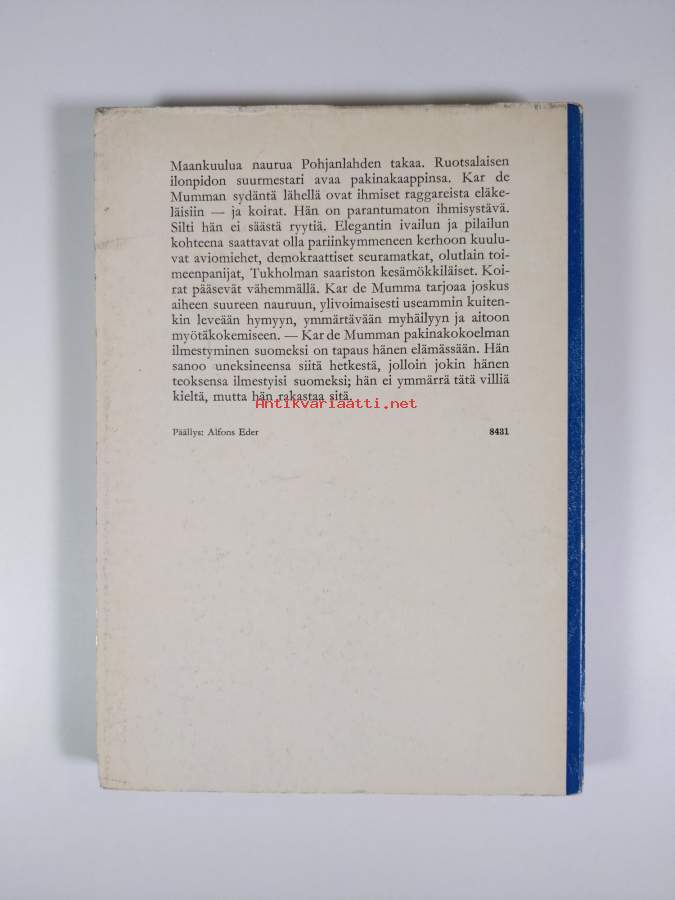 Maankuulua naurua Pohjanlahden takaa. Ruotsalaisen
ilonpidon suurmestari avaa pakinakaappinsa. Kar de
Mumman sydäntä lähellä ovat ihmiset raggareista eläke-
läisiin — ja koirat. Hän on parantumaton ihmisystävä.
Silti hän ei säästä ryytiä. Elegantin ivailun ja pilailun
kohteena saattavat olla pariinkymmeneen kerhoon kuulu-
vat aviomiehet, demokraattiset seuramatkat, olutlain toi-
meenpanijat, Tukholman saariston kesämökkiläiset. Koi-
rat pääsevät vähemmällä. Kar de Mumma tarjoaa joskus
aiheen suureen nauruun, ylivoimaisesti useammin kuiten-
kin leveään hymyyn, ymmärtävään myhäilyyn ja aitoon
myötäkokemiseen. — Kar de Mumman pakinakokoelman
ilmestyminen suomeksi on tapaus hänen elämässään. Hän
sanoo uneksineensa siitä hetkestä, jolloin jokin hänen
teoksensa ilmestyisi suomeksi; hän ei ymmärrä tätä villiä
kieltä, mutta hän rakastaa sitä.
Antikvariaatti.net
Päällys: Alfons Eder 8431